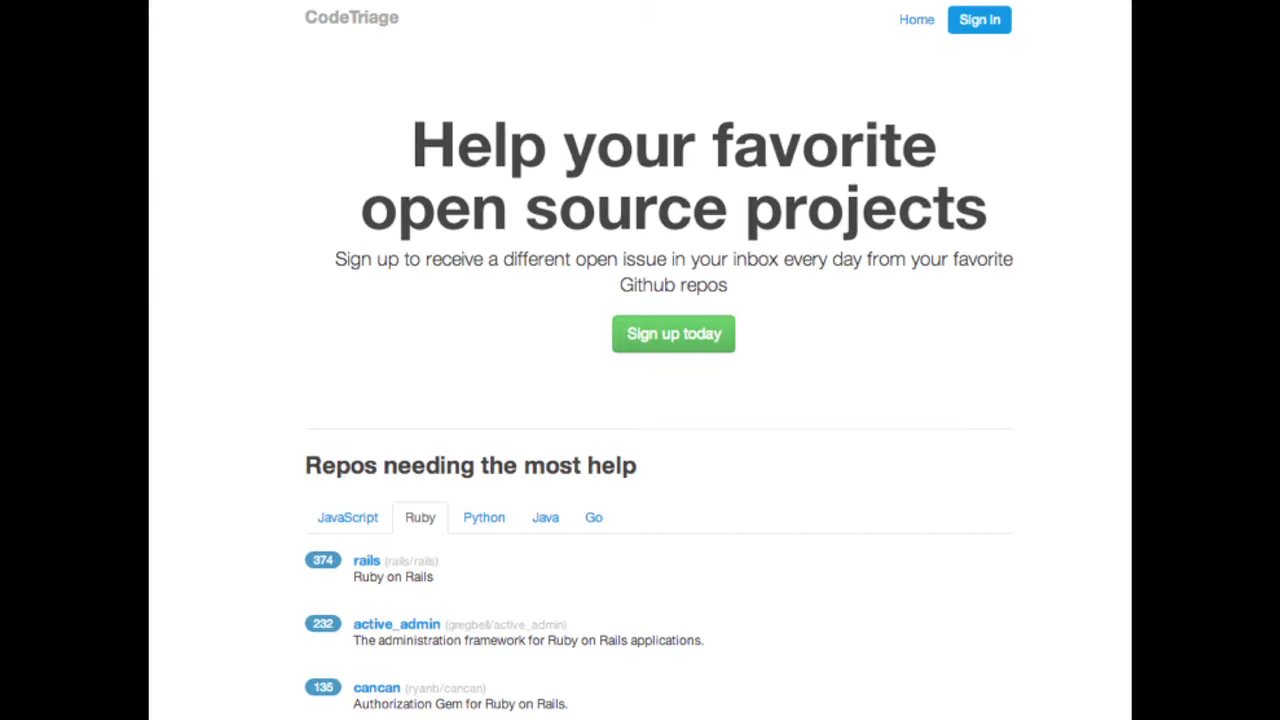 CodeTriage
Home
Sign In
Help your favorite
open source projects
Sign up to receive a different open issue in your inbox every day from your favorite
Github repos
Sign up today
Repos needing the most help
JavaScript
Ruby
Python
Java
Go
374 rails (rails/rails)
Ruby on Rails
232 active_admin (gregbell/active_admin)
The administration framework for Ruby on Rails applications.
135 cancan (ryanb/cancan)
Authorization Gem for Ruby on Rails.